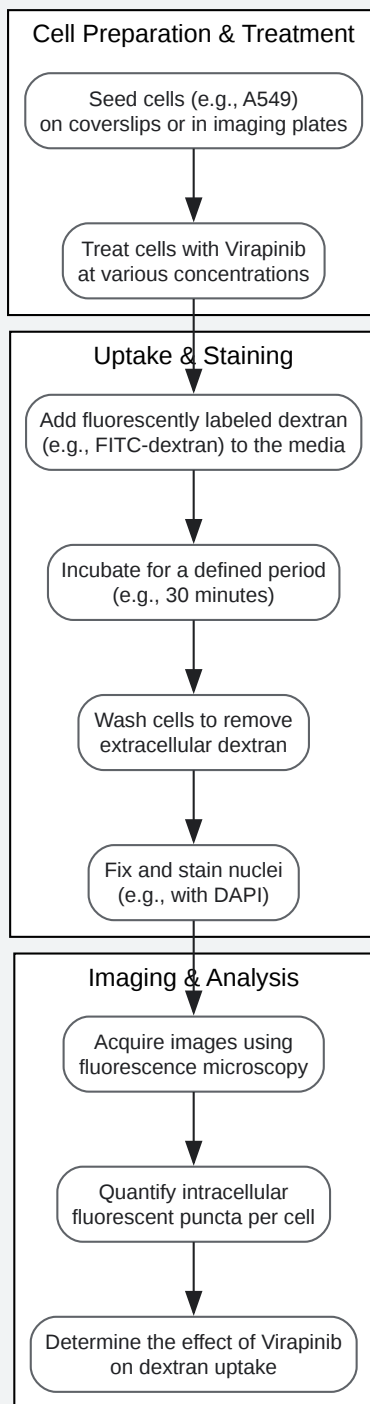 Cell Preparation & Treatment
Seed cells (e.g., A549)
on coverslips or in imaging plates
Treat cells with Virapinib
at various concentrations
Uptake & Staining
Add fluorescently labeled dextran
(e.g., FITC-dextran) to the media
Incubate for a defined period
(e.g., 30 minutes)
Wash cells to remove
extracellular dextran
Fix and stain nuclei
(e.g., with DAPI)
Imaging & Analysis
Acquire images using
fluorescence microscopy
Quantify intracellular
fluorescent puncta per cell
Determine the effect of Virapinib
on dextran uptake